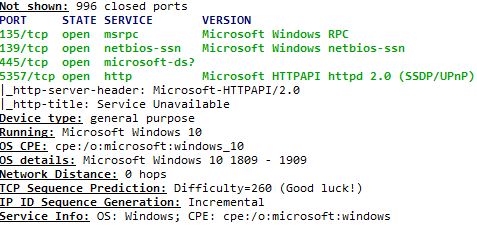 Not shown: 996 closed ports
PORT STATE SERVICE VERSION
135/tcp open msrpc Microsoft Windows RPC
139/tcp open netbios-ssn Microsoft Windows netbios-ssn
445/tcp open microsoft-ds?
5357/tcp open http Microsoft HTTPAPI httpd 2.0 (SSDP/UPnP)
|_http-server-header: Microsoft-HTTPAPI/2.0
|_http-title: Service Unavailable
Device type: general purpose
Running: Microsoft Windows 10
OS CPE: cpe:/o:microsoft:windows_10
OS details: Microsoft Windows 10 1809 - 1909
Network Distance: 0 hops
TCP Sequence Prediction: Difficulty=260 (Good luck!)
IP ID Sequence Generation: Incremental
Service Info: OS: Windows; CPE: cpe:/o:microsoft:windows